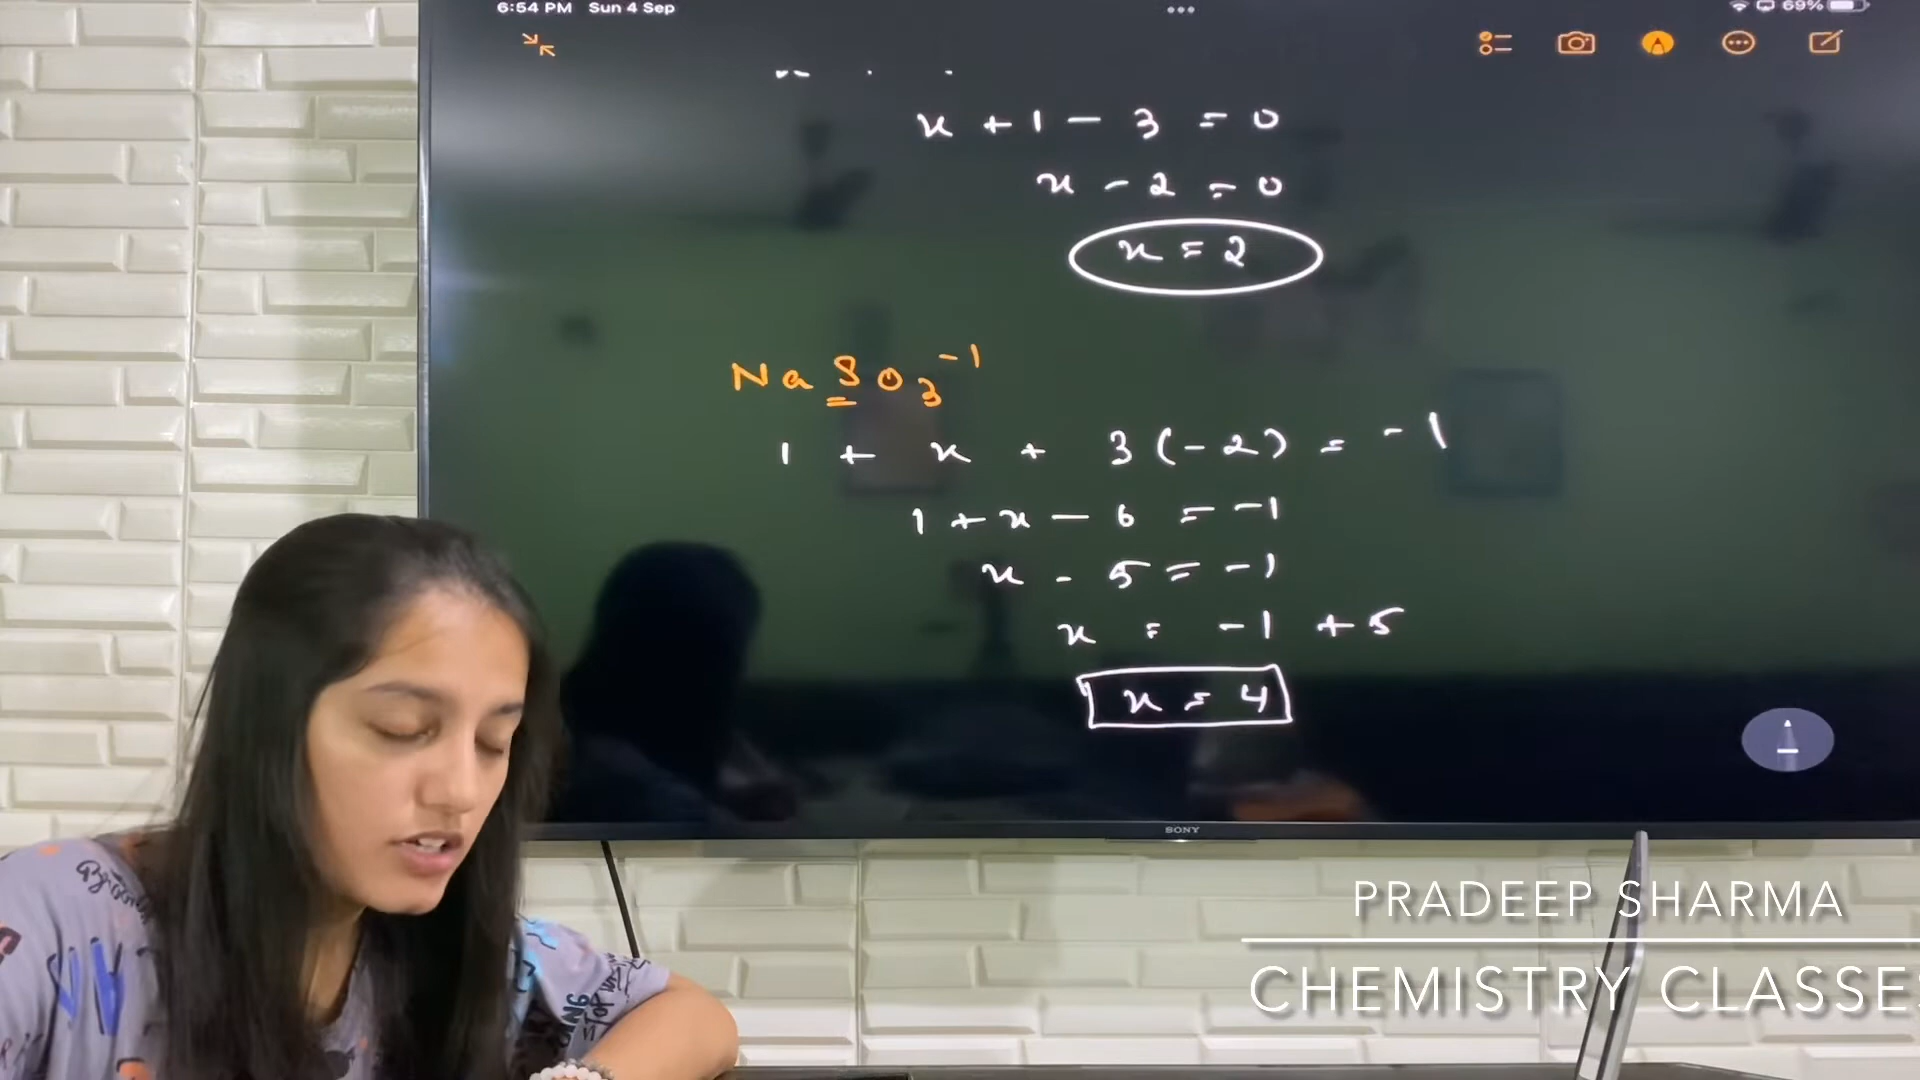 6:54 PM Sun 4 Sep
69%
x + 1 - 3 = 0
x - 2 = 0
x = 2
NaSO₃⁻¹
1 + x + 3(-2) = -1
1 + x - 6 = -1
x - 5 = -1
x = -1 + 5
x = 4
SONY
PRADEEP SHARMA
CHEMISTRY CLASSES